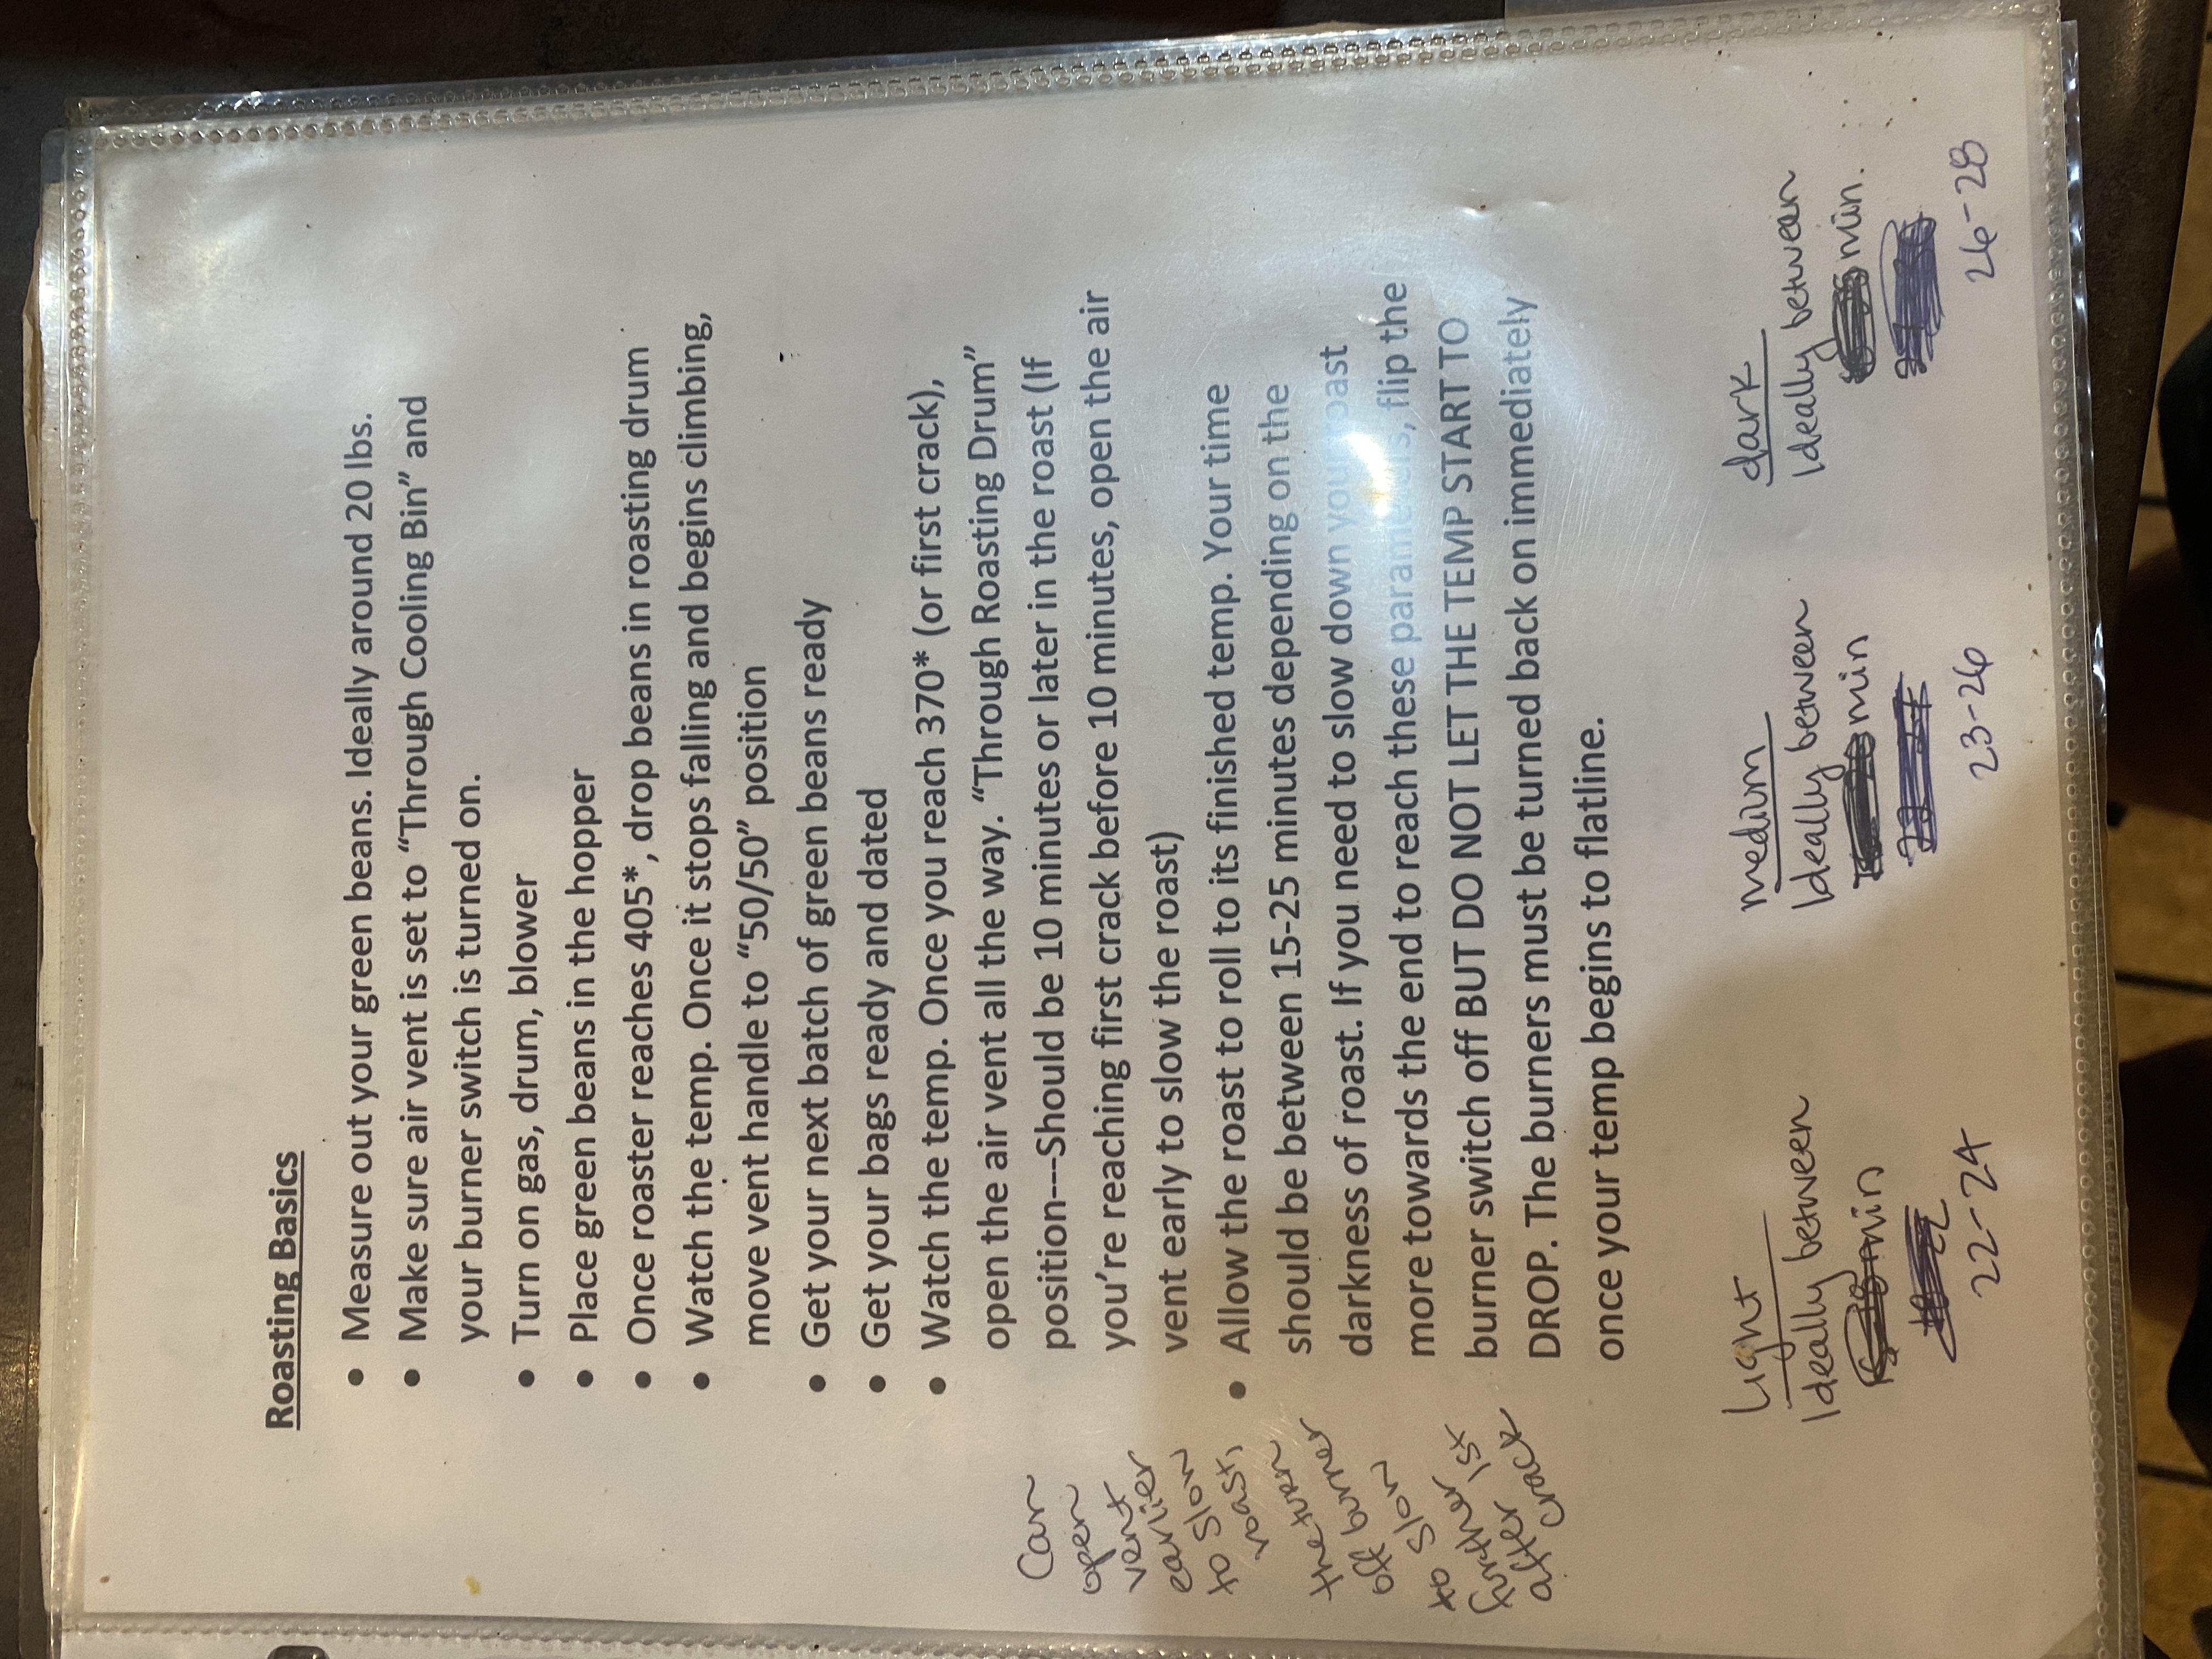 Roasting Basics
• Measure out your green beans. Ideally around 20 lbs.
• Make sure air vent is set to “Through Cooling Bin” and
your burner switch is turned on.
• Turn on gas, drum, blower
• Place green beans in the hopper
• Once roaster reaches 405*, drop beans in roasting drum
• Watch the temp. Once it stops falling and begins climbing,
move vent handle to “50/50” position
• Get your next batch of green beans ready
• Get your bags ready and dated
• Watch the temp. Once you reach 370* (or first crack),
open the air vent all the way. “Through Roasting Drum”
position---Should be 10 minutes or later in the roast (If
you’re reaching first crack before 10 minutes, open the air
vent early to slow the roast)
• Allow the roast to roll to its finished temp. Your time
should be between 15-25 minutes depending on the
darkness of roast. If you need to slow down your roast
more towards the end to reach these parameters, flip the
burner switch off BUT DO NOT LET THE TEMP START TO
DROP. The burners must be turned back on immediately
once your temp begins to flatline.
Can
open
vent
earlier
to slow
roast,
then turn
off burner
to slow
further
after 1st
crack
Light
Ideally between
min
22-24
medium
Ideally between
min
23-26
dark
Ideally between
min.
26-28